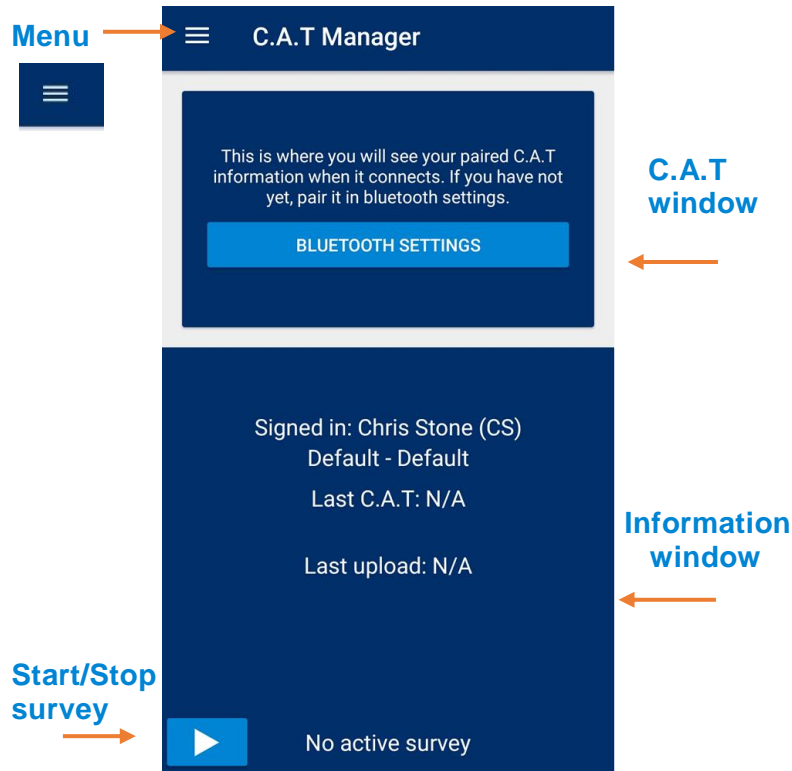 Menu
C.A.T Manager
This is where you will see your paired C.A.T
information when it connects. If you have not
yet, pair it in bluetooth settings.
BLUETOOTH SETTINGS
C.A.T
window
Signed in: Chris Stone (CS)
Default - Default
Last C.A.T: N/A
Last upload: N/A
Information
window
Start/Stop
survey
No active survey